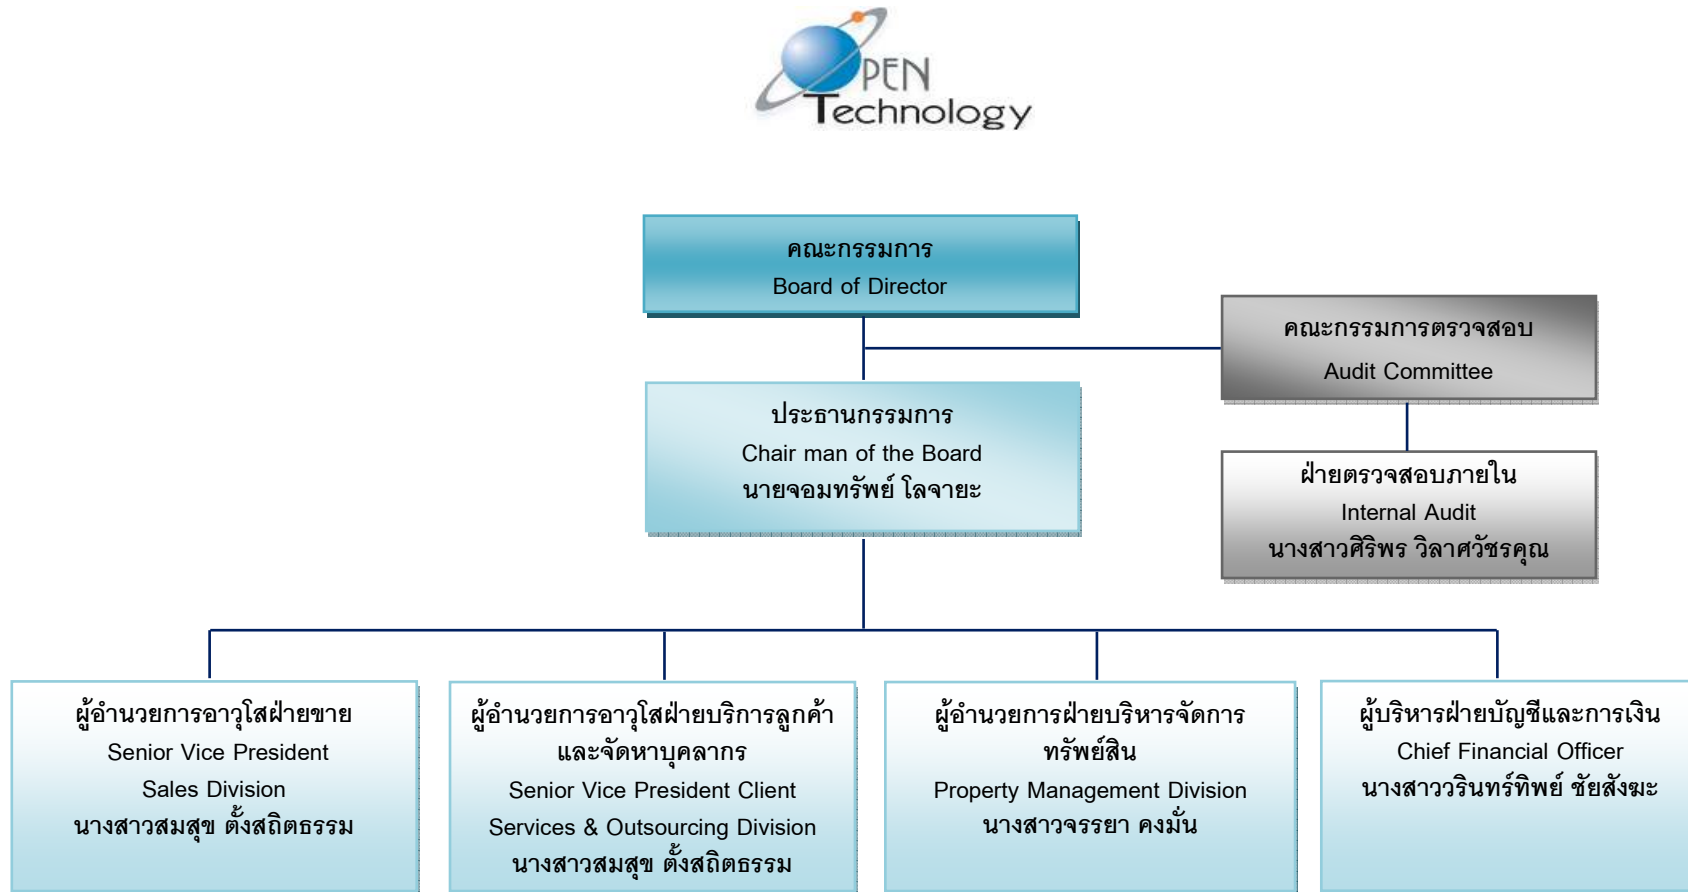 OPEN
Technology
คณะกรรมการ
Board of Director
คณะกรรมการตรวจสอบ
Audit Committee
ประธานกรรมการ
Chair man of the Board
นายจอมทรัพย์ โลจายะ
ฝ่ายตรวจสอบภายใน
Internal Audit
นางสาวศิริพร วิลาศวัชรคุณ
ผู้อำนวยการอาวุโสฝ่ายขาย
Senior Vice President
Sales Division
นางสาวสมสุข ตั้งสถิตธรรม
ผู้อำนวยการอาวุโสฝ่ายบริการลูกค้า
และจัดหาบุคลากร
Senior Vice President Client
Services & Outsourcing Division
นางสาวสมสุข ตั้งสถิตธรรม
ผู้อำนวยการฝ่ายบริหารจัดการ
ทรัพย์สิน
Property Management Division
นางสาวจรรยา คงมั่น
ผู้บริหารฝ่ายบัญชีและการเงิน
Chief Financial Officer
นางสาววรินทร์ทิพย์ ชัยสังฆะ